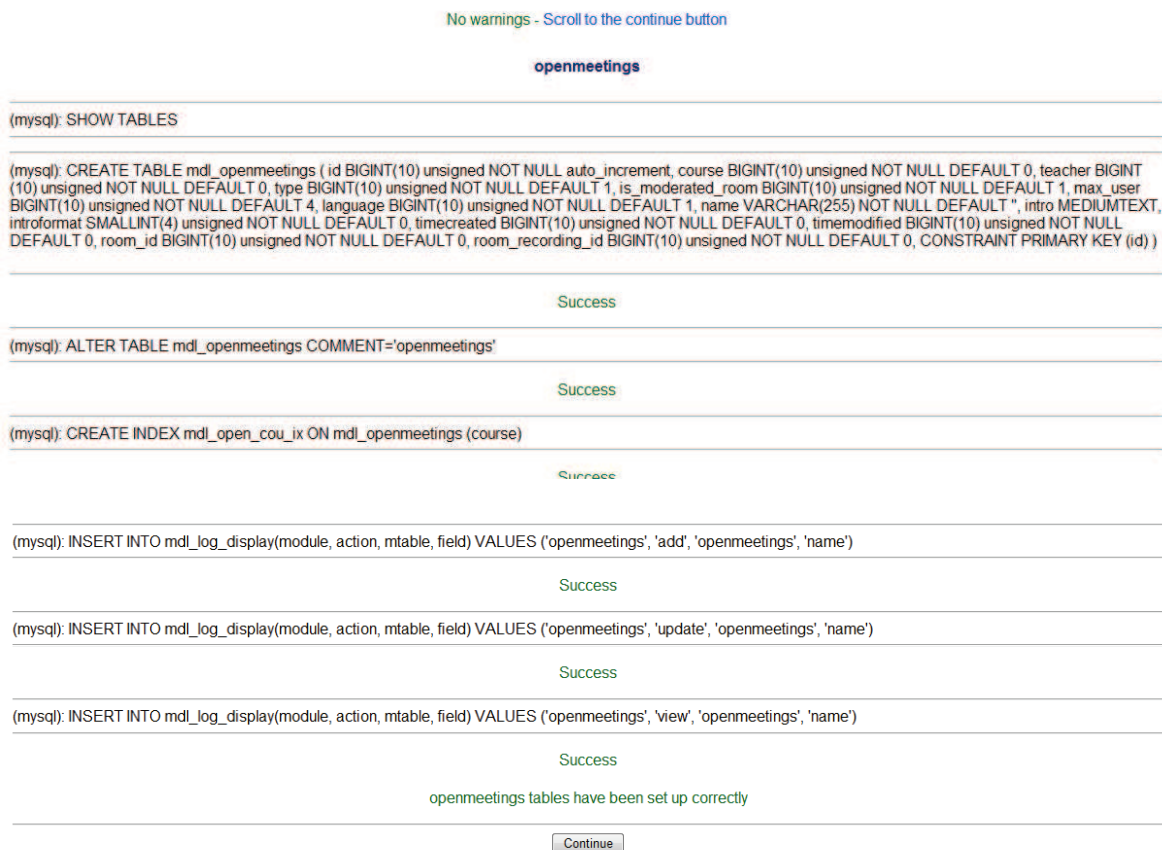 No warnings - Scroll to the continue button
openmeetings
(mysql): SHOW TABLES
(mysql): CREATE TABLE mdl_openmeetings ( id BIGINT(10) unsigned NOT NULL auto_increment, course BIGINT(10) unsigned NOT NULL DEFAULT 0, teacher BIGINT
(10) unsigned NOT NULL DEFAULT 0, type BIGINT(10) unsigned NOT NULL DEFAULT 1, is_moderated_room BIGINT(10) unsigned NOT NULL DEFAULT 1, max_user
BIGINT(10) unsigned NOT NULL DEFAULT 4, language BIGINT(10) unsigned NOT NULL DEFAULT 1, name VARCHAR(255) NOT NULL DEFAULT '', intro MEDIUMTEXT,
introformat SMALLINT(4) unsigned NOT NULL DEFAULT 0, timecreated BIGINT(10) unsigned NOT NULL DEFAULT 0, timemodified BIGINT(10) unsigned NOT NULL
DEFAULT 0, room_id BIGINT(10) unsigned NOT NULL DEFAULT 0, room_recording_id BIGINT(10) unsigned NOT NULL DEFAULT 0, CONSTRAINT PRIMARY KEY (id) )
Success
(mysql): ALTER TABLE mdl_openmeetings COMMENT='openmeetings'
Success
(mysql): CREATE INDEX mdl_open_cou_ix ON mdl_openmeetings (course)
Success
(mysql): INSERT INTO mdl_log_display(module, action, mtable, field) VALUES ('openmeetings', 'add', 'openmeetings', 'name')
Success
(mysql): INSERT INTO mdl_log_display(module, action, mtable, field) VALUES ('openmeetings', 'update', 'openmeetings', 'name')
Success
(mysql): INSERT INTO mdl_log_display(module, action, mtable, field) VALUES ('openmeetings', 'view', 'openmeetings', 'name')
Success
openmeetings tables have been set up correctly
Continue